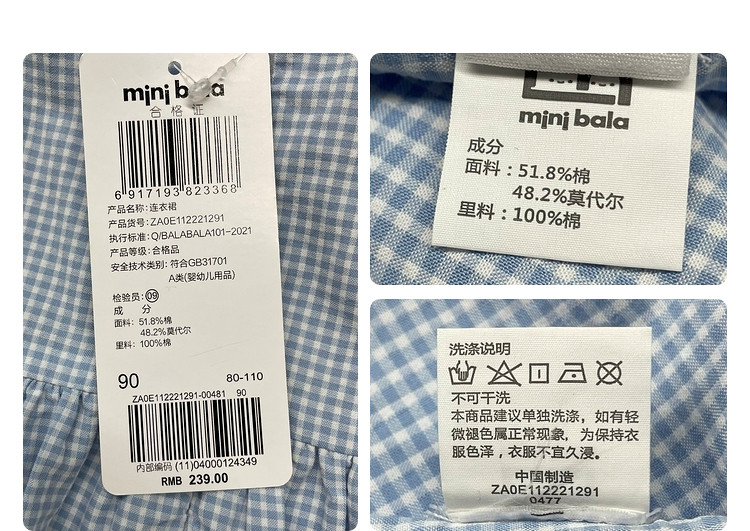 mini bala
合格证
6 917193 823368
产品名称:连衣裙
产品货号:ZA0E112221291
执行标准:Q/BALABALA101-2021
产品等级:合格品
安全技术类别:符合GB31701
A类(婴幼儿用品)
检验员:09
成 分
面料:51.8%棉
48.2%莫代尔
里料:100%棉
90 80-110
ZA0E112221291-00481 90
内部编码 (11)04000124349
RMB 239.00
mini bala
成分
面料:51.8%棉
48.2%莫代尔
里料:100%棉
洗涤说明
不可干洗
本商品建议单独洗涤，如有轻
微褪色属正常现象，为保持衣
服色泽，衣服不宜久浸。
中国制造
ZA0E112221291
0477